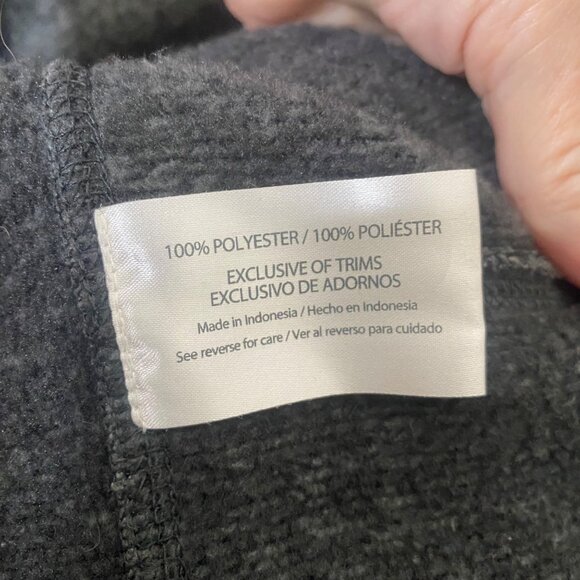 100% POLYESTER / 100% POLIÉSTER
EXCLUSIVE OF TRIMS
EXCLUSIVO DE ADORNOS
Made in Indonesia / Hecho en Indonesia
See reverse for care / Ver al reverso para cuidado